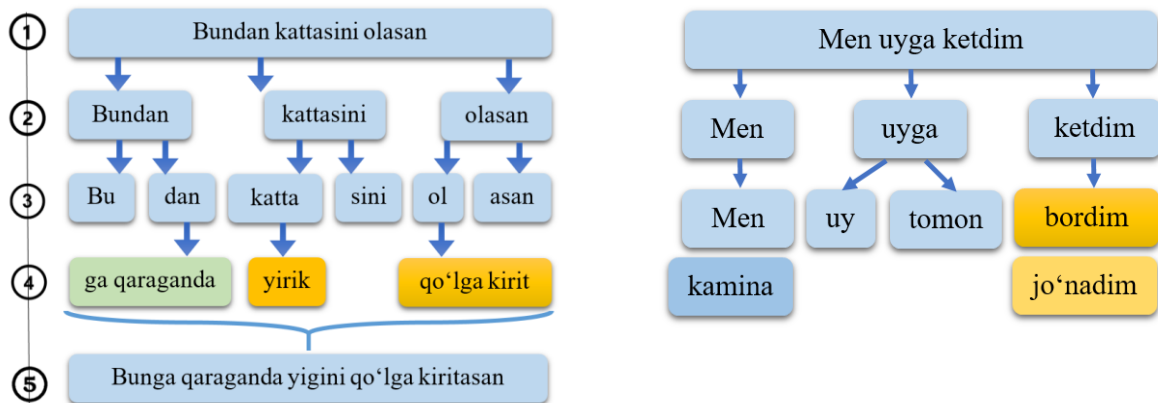 1
Bundan kattasini olasan
2
Bundan kattasini olasan
3
Bu dan katta sini ol asan
4
ga qaraganda yirik qo‘lga kirit
5
Bunga qaraganda yigini qo‘lga kiritasan
Men uyga ketdim
Men uyga ketdim
Men uy tomon bordim
kamina jo‘nadim